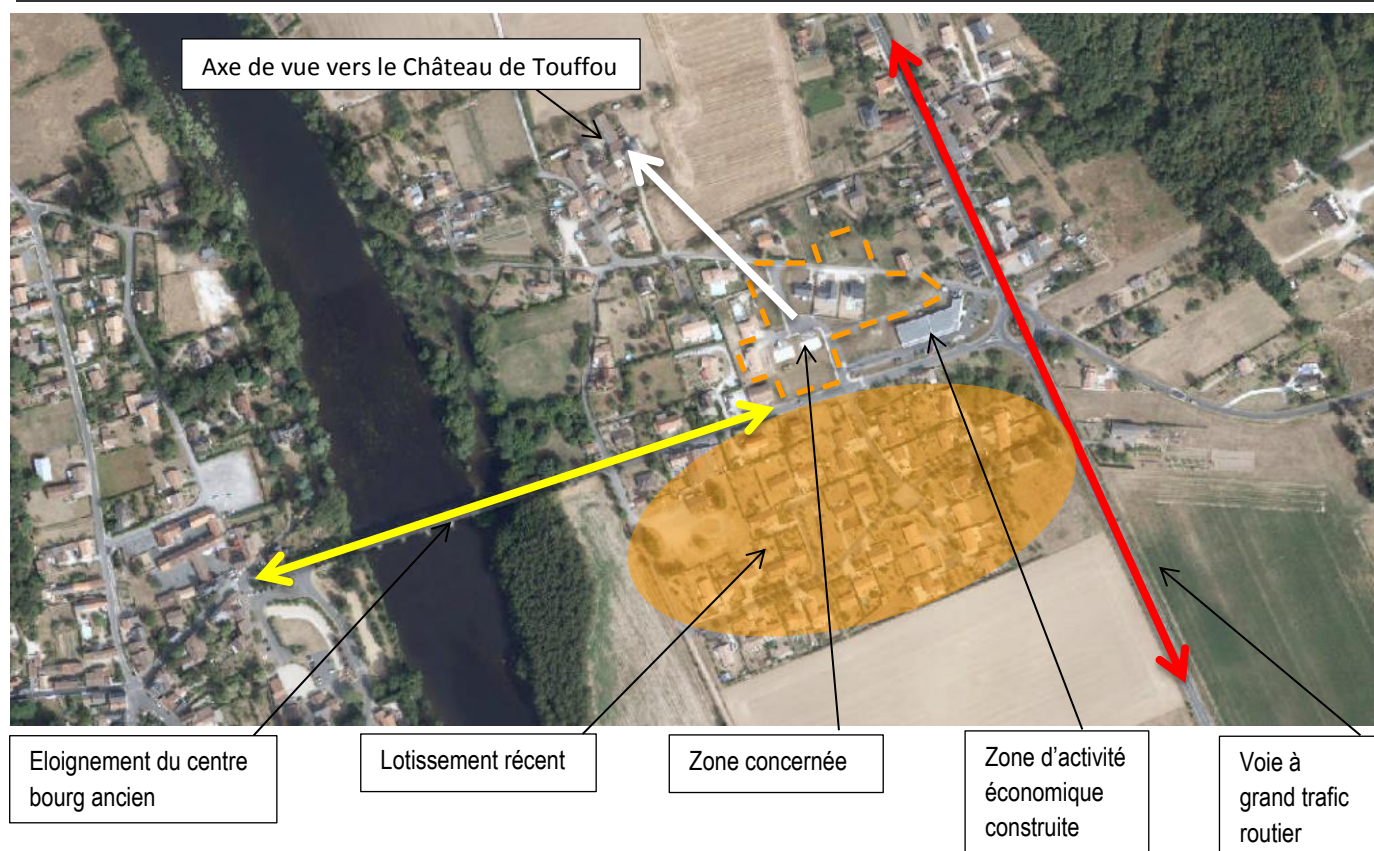 Axe de vue vers le Château de Touffou
Eloignement du centre
bourg ancien
Lotissement récent
Zone concernée
Zone d'activité
économique
construite
Voie à
grand trafic
routier